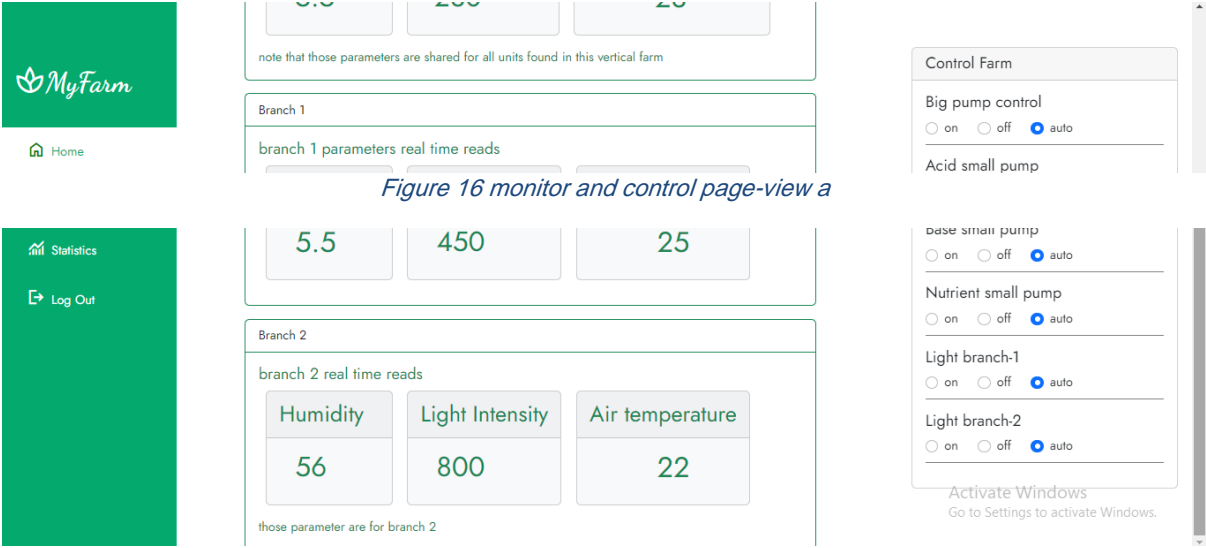 MyFarm
Home
note that those parameters are shared for all units found in this vertical farm
Branch 1
branch 1 parameters real time reads
Control Farm
Big pump control
on off auto
Acid small pump
Figure 16 monitor and control page-view a
Statistics
Log Out
5.5 450 25
Branch 2
branch 2 real time reads
Humidity Light Intensity Air temperature
56 800 22
those parameter are for branch 2
Base small pump
on off auto
Nutrient small pump
on off auto
Light branch-1
on off auto
Light branch-2
on off auto
Activate Windows
Go to Settings to activate Windows.